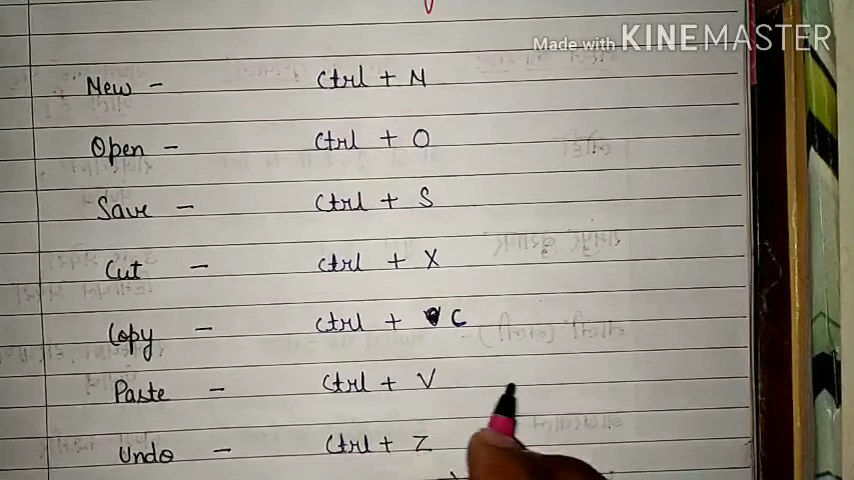 Made with KINEMASTER
New - Ctrl + N
Open - Ctrl + O
Save - Ctrl + S
Cut - Ctrl + X
Copy - Ctrl + C
Paste - Ctrl + V
Undo - Ctrl + Z